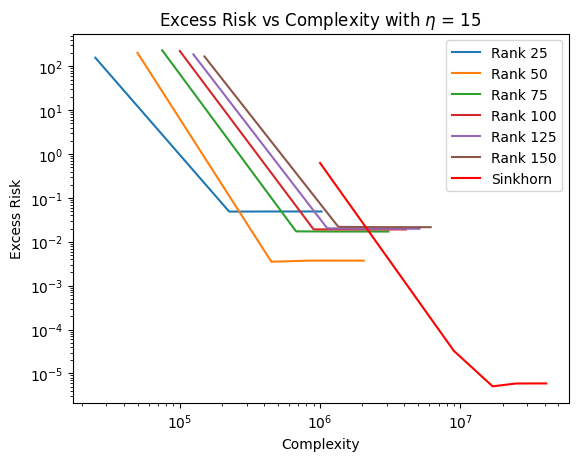 Excess Risk vs Complexity with η = 15
Excess Risk
10²
10¹
10⁰
10⁻¹
10⁻²
10⁻³
10⁻⁴
10⁻⁵
Rank 25
Rank 50
Rank 75
Rank 100
Rank 125
Rank 150
Sinkhorn
10⁵ 10⁶ 10⁷
Complexity